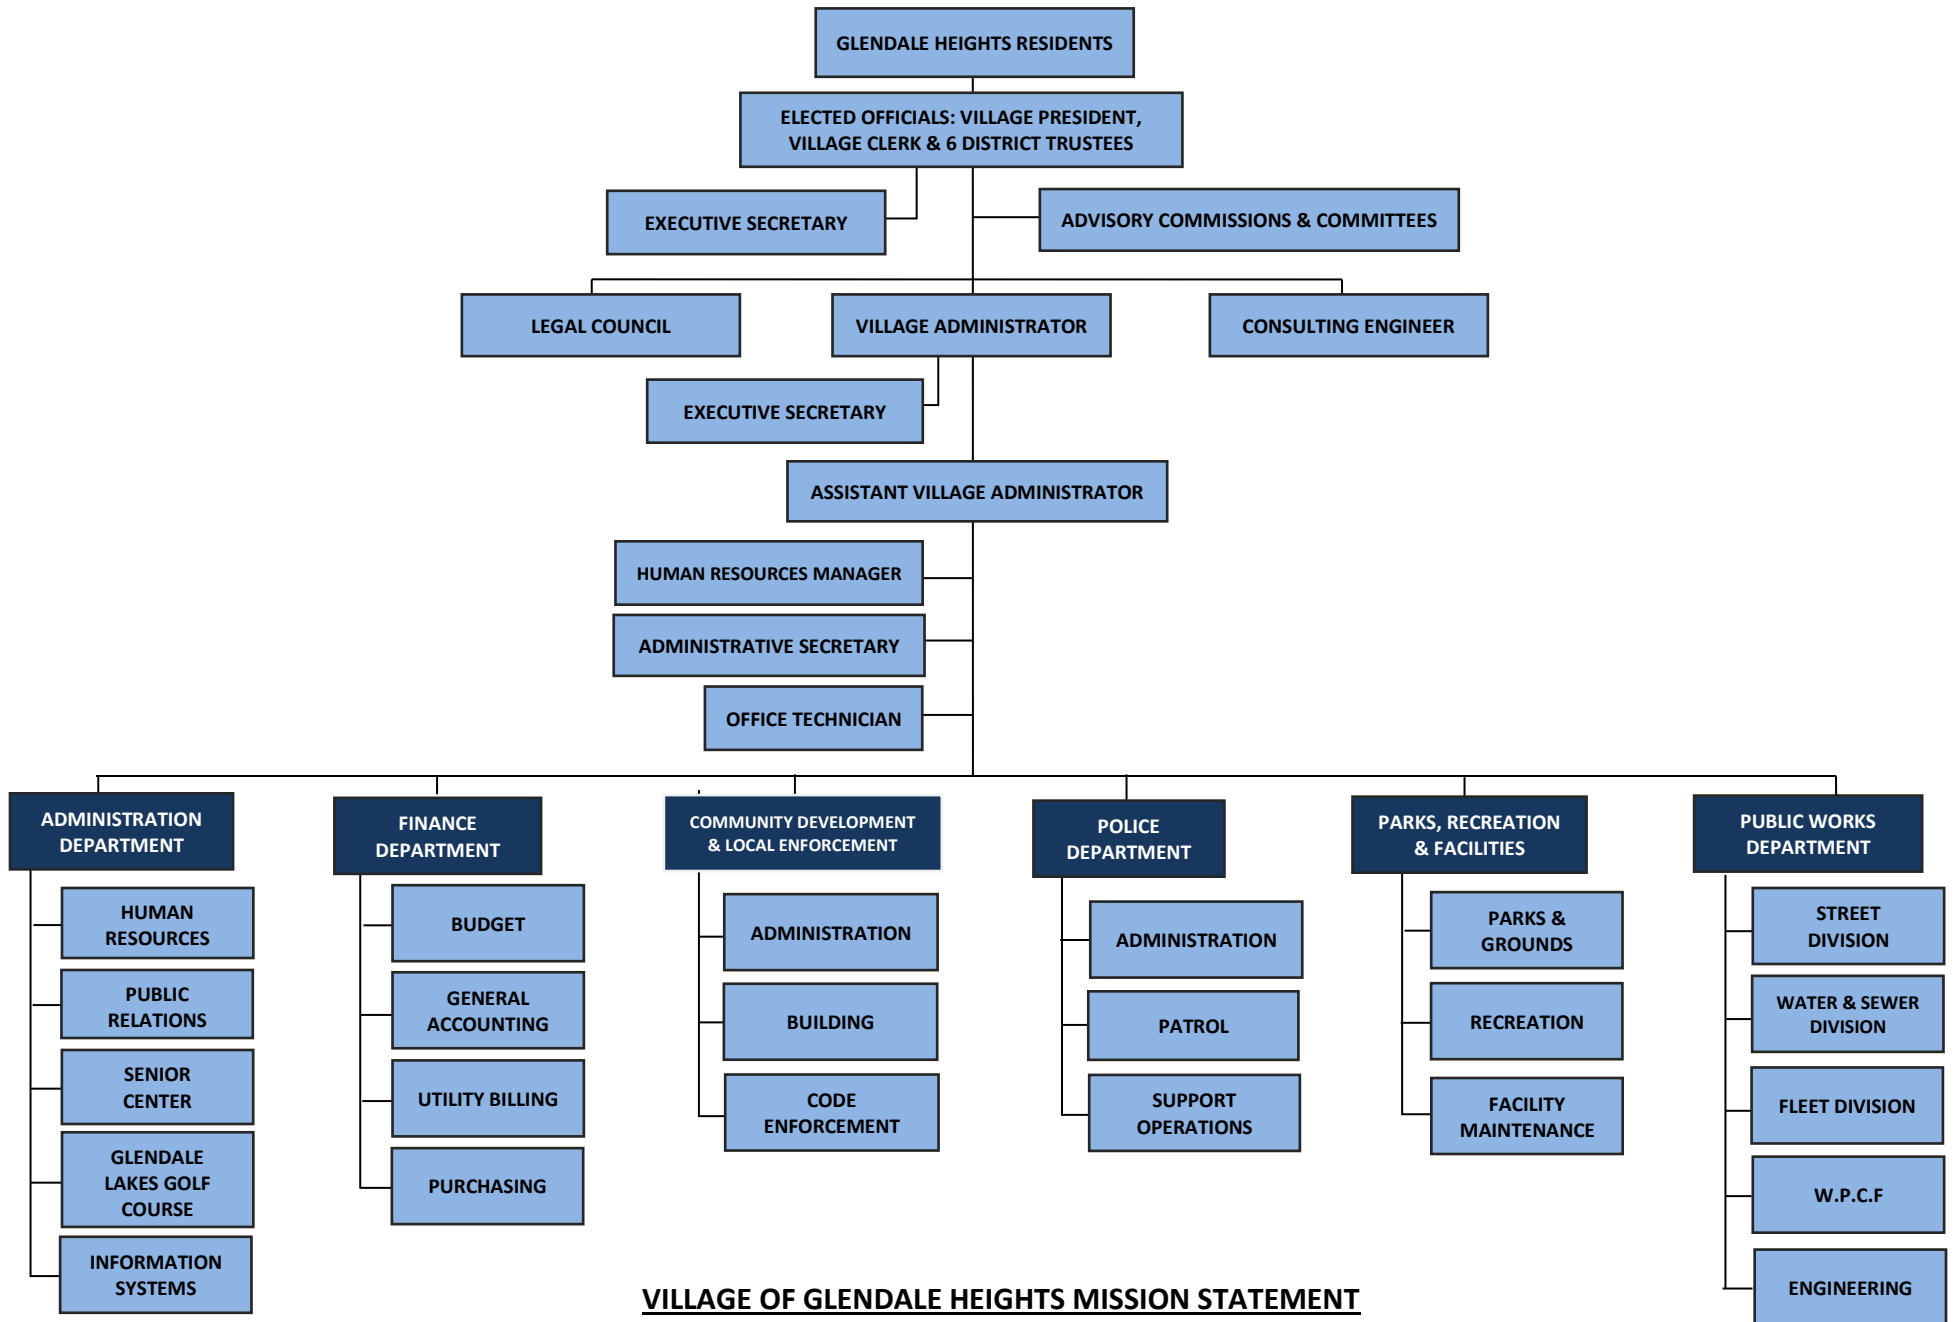 GLENDALE HEIGHTS RESIDENTS
ELECTED OFFICIALS: VILLAGE PRESIDENT,
VILLAGE CLERK & 6 DISTRICT TRUSTEES
EXECUTIVE SECRETARY
ADVISORY COMMISSIONS & COMMITTEES
LEGAL COUNCIL
VILLAGE ADMINISTRATOR
CONSULTING ENGINEER
EXECUTIVE SECRETARY
ASSISTANT VILLAGE ADMINISTRATOR
HUMAN RESOURCES MANAGER
ADMINISTRATIVE SECRETARY
OFFICE TECHNICIAN
ADMINISTRATION
DEPARTMENT
HUMAN
RESOURCES
PUBLIC
RELATIONS
SENIOR
CENTER
GLENDALE
LAKES GOLF
COURSE
INFORMATION
SYSTEMS
FINANCE
DEPARTMENT
BUDGET
GENERAL
ACCOUNTING
UTILITY BILLING
PURCHASING
COMMUNITY DEVELOPMENT
& LOCAL ENFORCEMENT
ADMINISTRATION
BUILDING
CODE
ENFORCEMENT
POLICE
DEPARTMENT
ADMINISTRATION
PATROL
SUPPORT
OPERATIONS
PARKS, RECREATION
& FACILITIES
PARKS &
GROUNDS
RECREATION
FACILITY
MAINTENANCE
PUBLIC WORKS
DEPARTMENT
STREET
DIVISION
WATER & SEWER
DIVISION
FLEET DIVISION
W.P.C.F
ENGINEERING
VILLAGE OF GLENDALE HEIGHTS MISSION STATEMENT